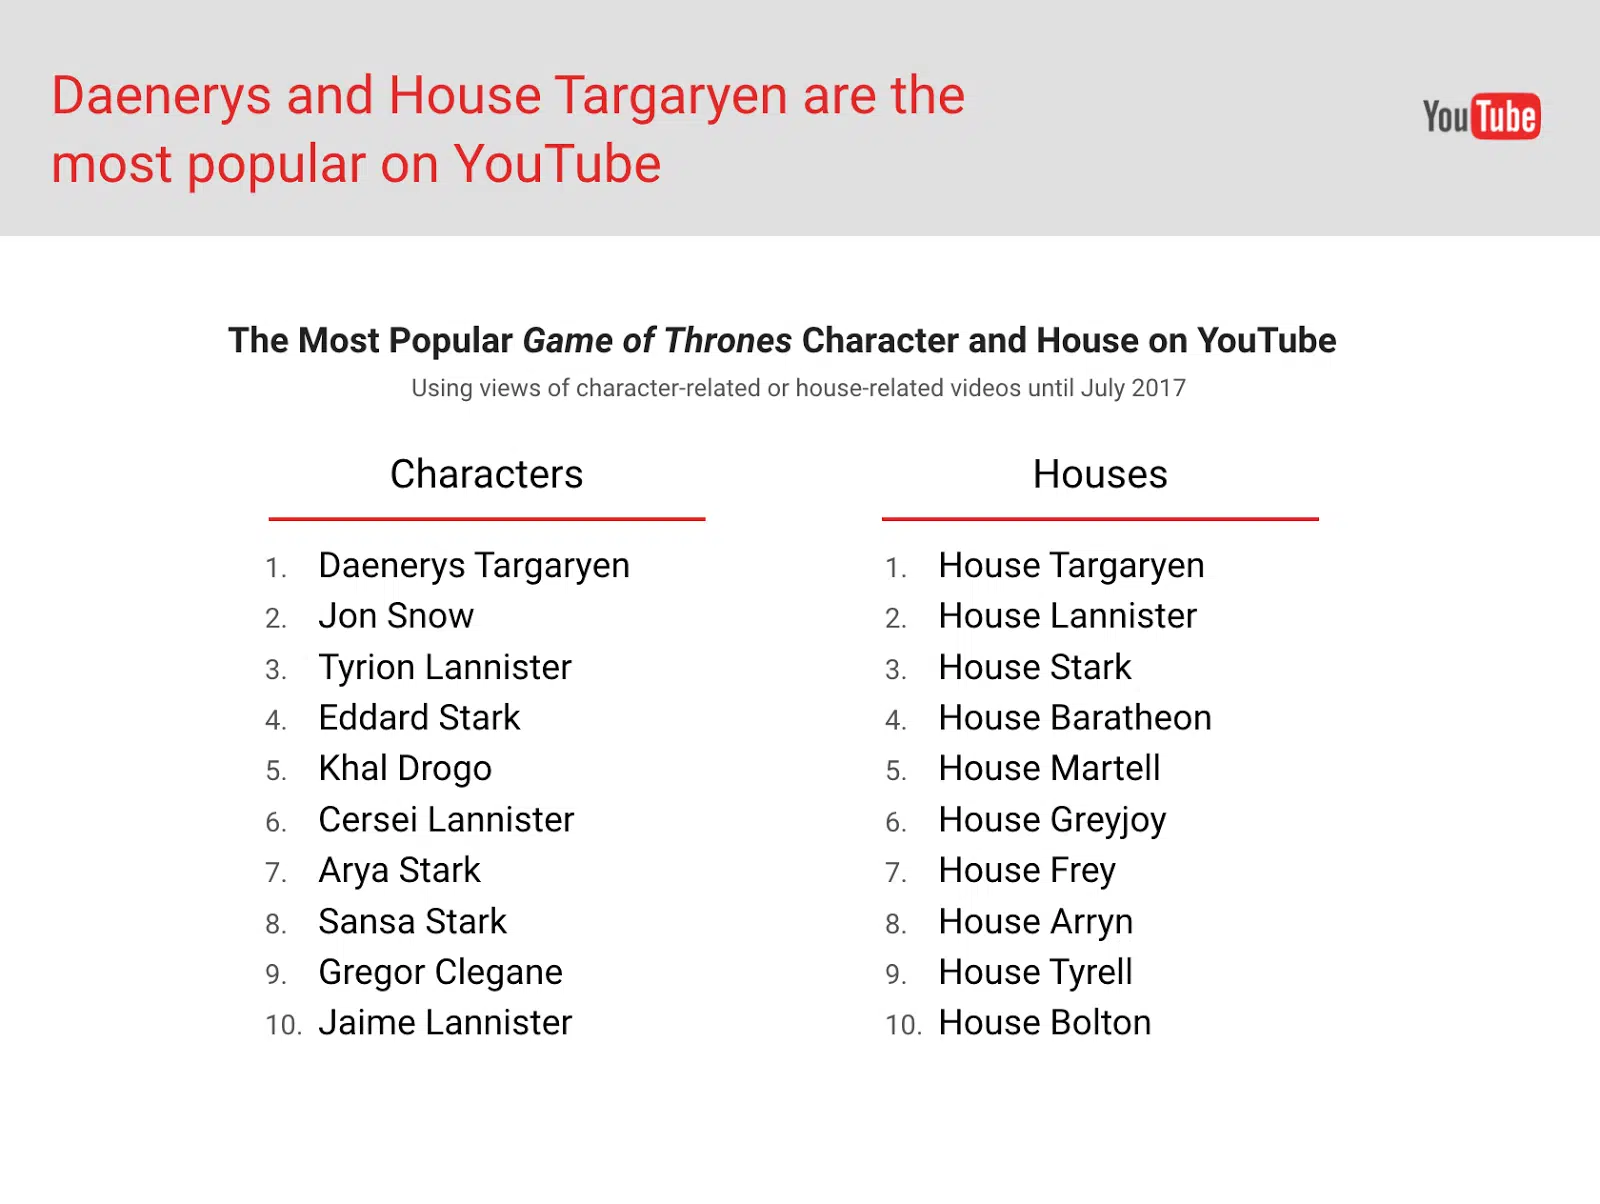 Daenerys and House Targaryen are the
most popular on YouTube
YouTube
The Most Popular Game of Thrones Character and House on YouTube
Using views of character-related or house-related videos until July 2017
Characters
1. Daenerys Targaryen
2. Jon Snow
3. Tyrion Lannister
4. Eddard Stark
5. Khal Drogo
6. Cersei Lannister
7. Arya Stark
8. Sansa Stark
9. Gregor Clegane
10. Jaime Lannister
Houses
1. House Targaryen
2. House Lannister
3. House Stark
4. House Baratheon
5. House Martell
6. House Greyjoy
7. House Frey
8. House Arryn
9. House Tyrell
10. House Bolton